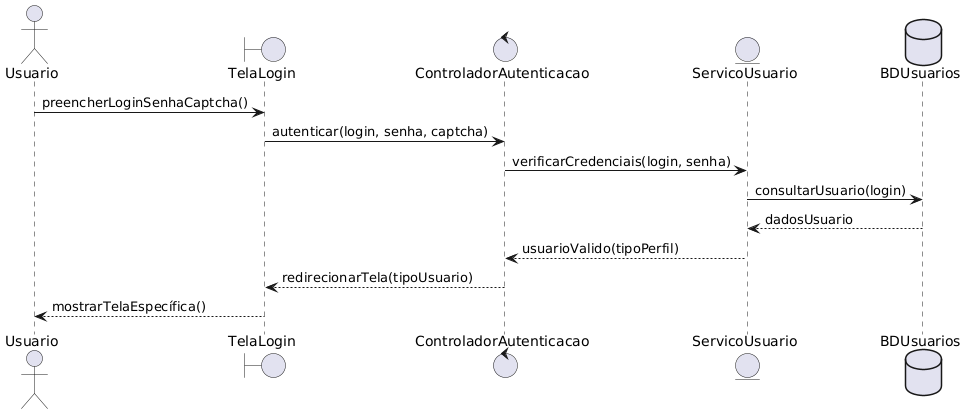 Usuario
TelaLogin
ControladorAutenticacao
ServicoUsuario
BDUsuarios
preencherLoginSenhaCaptcha()
autenticar(login, senha, captcha)
verificarCredenciais(login, senha)
consultarUsuario(login)
dadosUsuario
usuarioValido(tipoPerfil)
redirecionarTela(tipoUsuario)
mostrarTelaEspecífica()
Usuario
TelaLogin
ControladorAutenticacao
ServicoUsuario
BDUsuarios